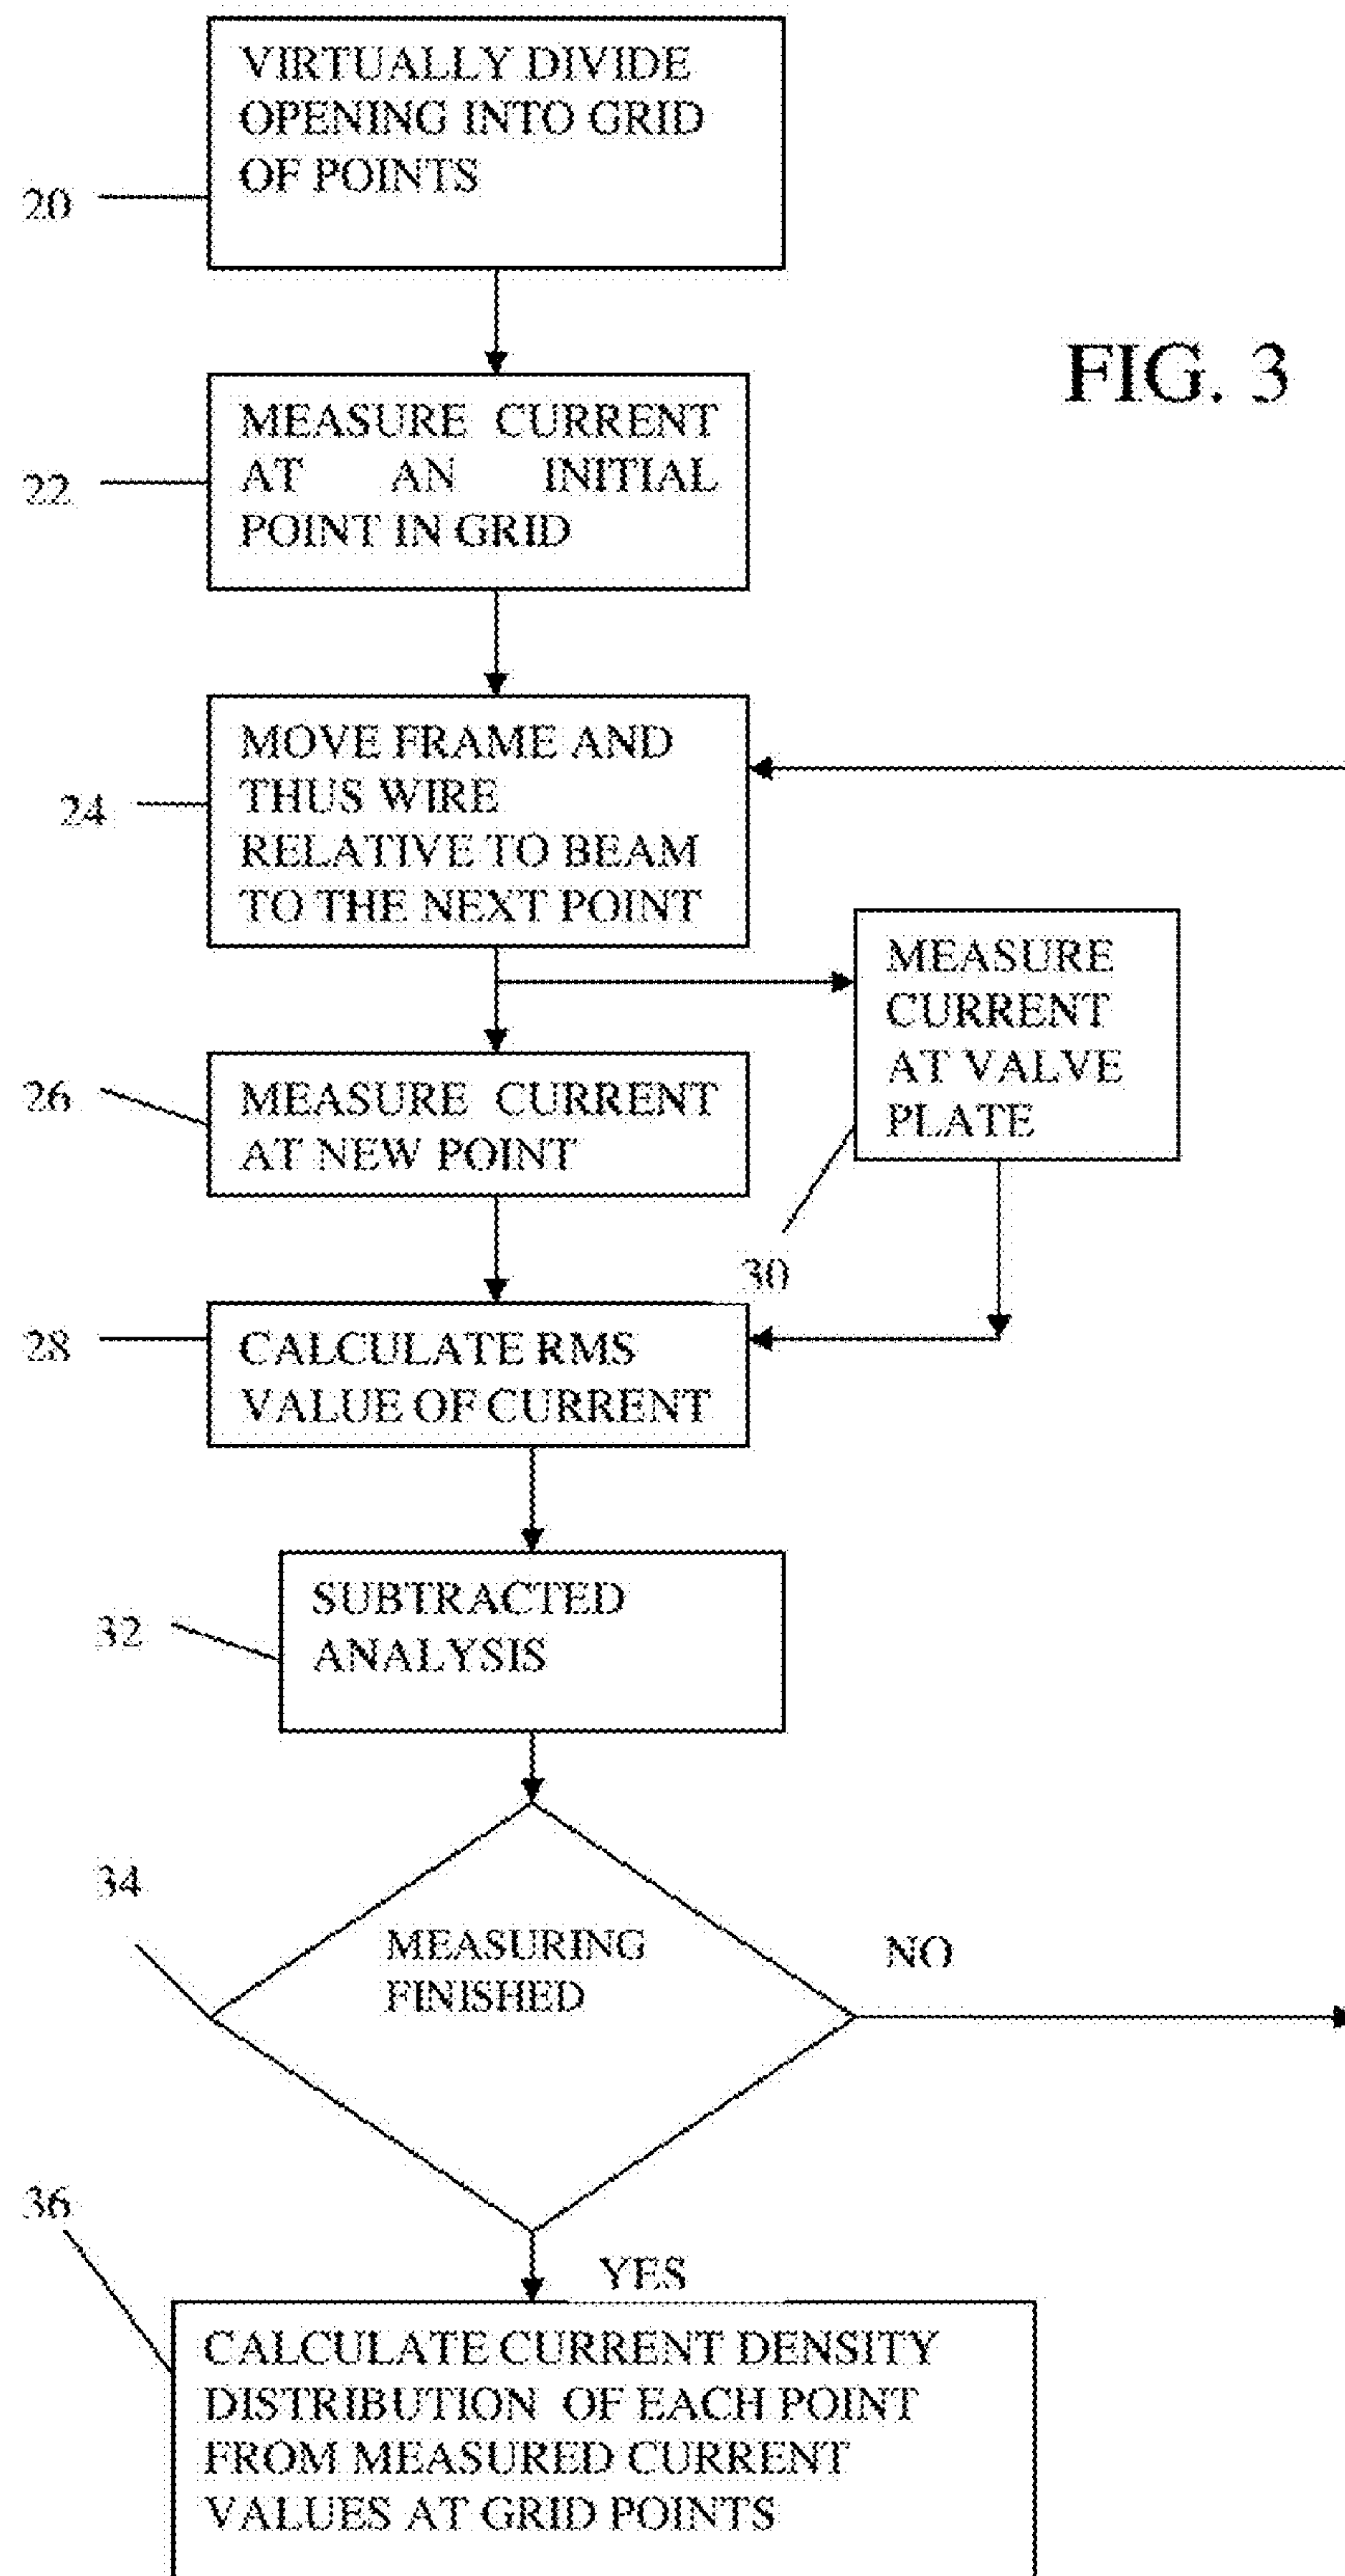 VIRTUALLY DIVIDE
OPENING INTO GRID
OF POINTS
20
FIG. 3
MEASURE CURRENT
AT AN INITIAL
POINT IN GRID
22
MOVE FRAME AND
THUS WIRE
RELATIVE TO BEAM
TO THE NEXT POINT
24
MEASURE
CURRENT
AT VALVE
PLATE
26
MEASURE CURRENT
AT NEW POINT
30
28
CALCULATE RMS
VALUE OF CURRENT
SUBTRACTED
ANALYSIS
32
34
MEASURING
FINISHED
NO
36
YES
CALCULATE CURRENT DENSITY
DISTRIBUTION OF EACH POINT
FROM MEASURED CURRENT
VALUES AT GRID POINTS